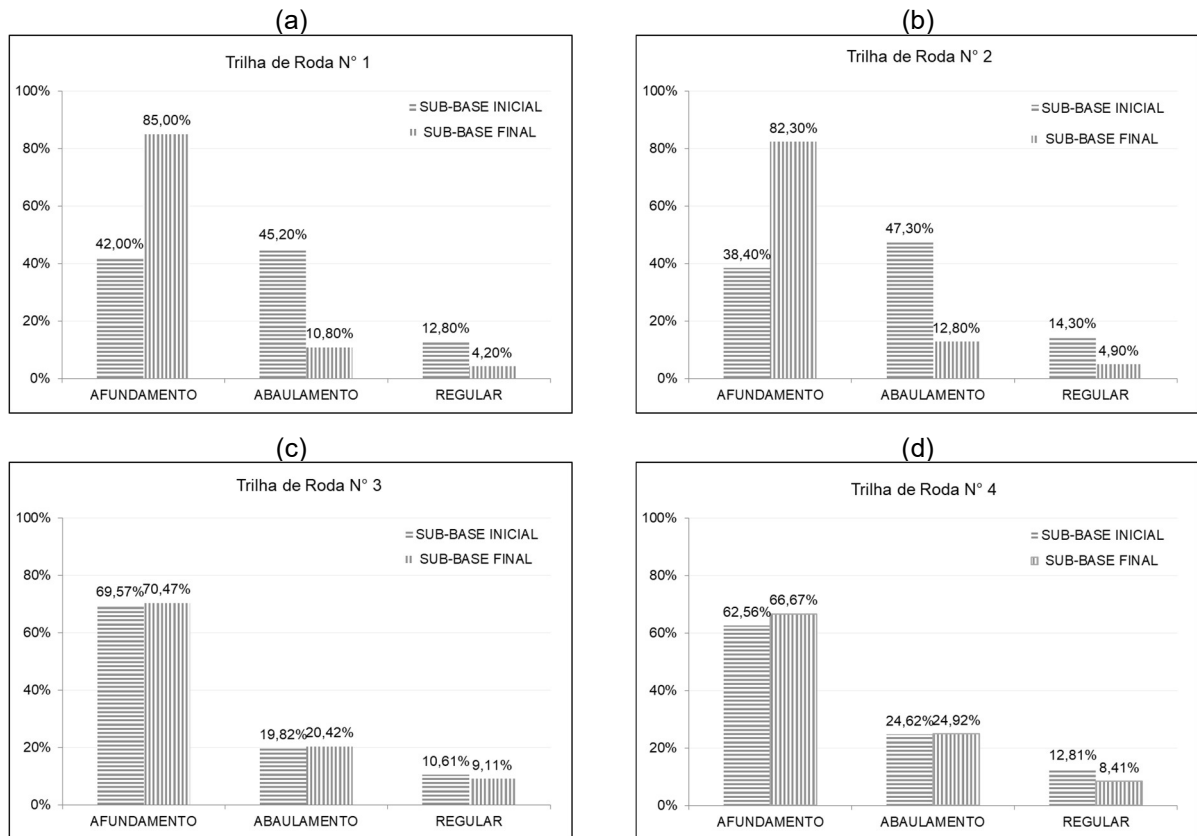 (a)
Trilha de Roda N° 1
100%
80%
60%
40%
20%
0%
SUB-BASE INICIAL
SUB-BASE FINAL
42,00%
85,00%
45,20%
10,80%
12,80%
4,20%
AFUNDAMENTO
ABAULAMENTO
REGULAR
(b)
Trilha de Roda N° 2
100%
80%
60%
40%
20%
0%
SUB-BASE INICIAL
SUB-BASE FINAL
38,40%
82,30%
47,30%
12,80%
14,30%
4,90%
AFUNDAMENTO
ABAULAMENTO
REGULAR
(c)
Trilha de Roda N° 3
100%
80%
60%
40%
20%
0%
SUB-BASE INICIAL
SUB-BASE FINAL
69,57%
70,47%
19,82%
20,42%
10,61%
9,11%
AFUNDAMENTO
ABAULAMENTO
REGULAR
(d)
Trilha de Roda N° 4
100%
80%
60%
40%
20%
0%
SUB-BASE INICIAL
SUB-BASE FINAL
62,56%
66,67%
24,62%
24,92%
12,81%
8,41%
AFUNDAMENTO
ABAULAMENTO
REGULAR